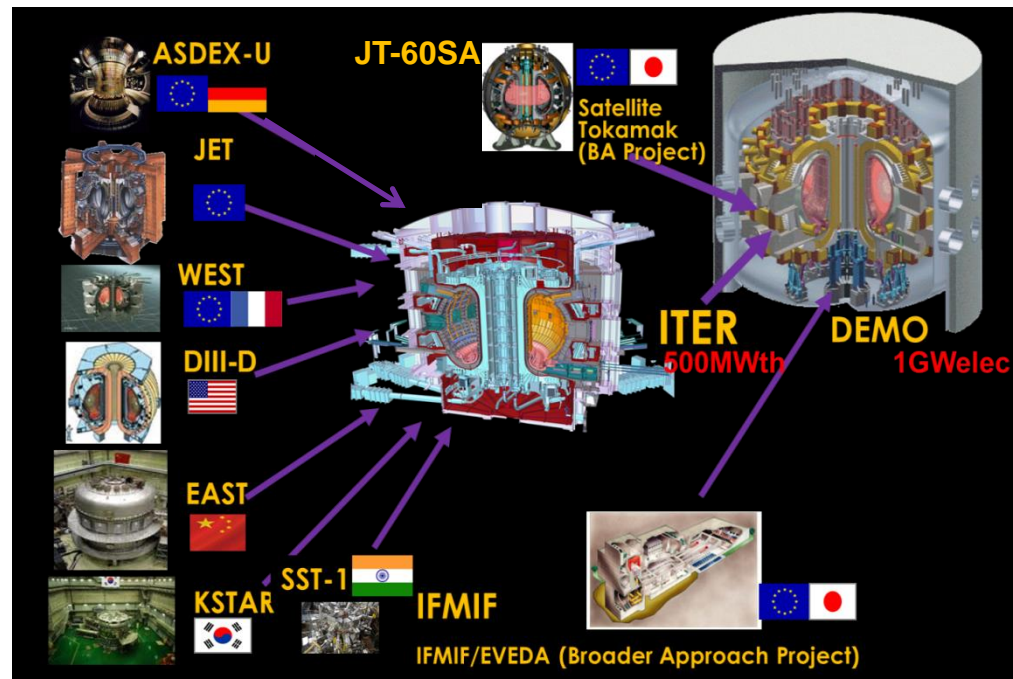 ASDEX-U
JT-60SA
Satellite
Tokamak
(BA Project)
JET
WEST
DIII-D
ITER
500MWth
DEMO
1GWelec
EAST
SST-1
KSTAR
IFMIF
IFMIF/EVEDA (Broader Approach Project)